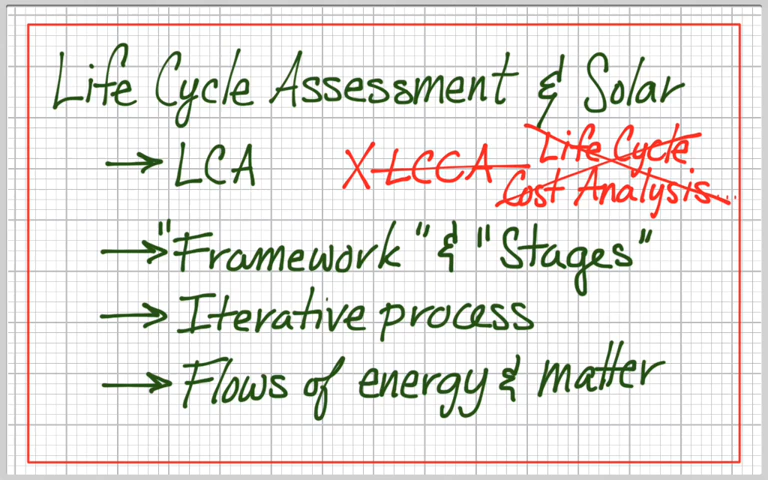 Life Cycle Assessment & Solar
→ LCA X LCCA Life Cycle
Cost Analysis..
→ "Framework" & "Stages"
→ Iterative process
→ Flows of energy & matter